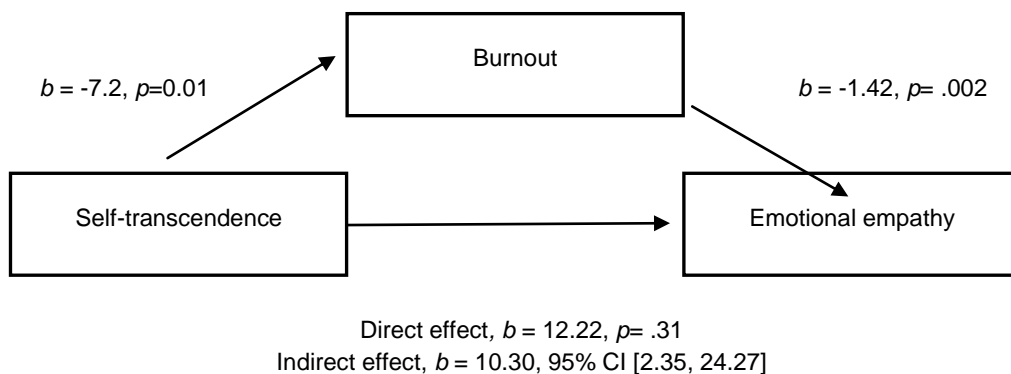 Burnout
b = -7.2, p=0.01
b = -1.42, p= .002
Self-transcendence
Emotional empathy
Direct effect, b = 12.22, p= .31
Indirect effect, b = 10.30, 95% CI [2.35, 24.27]